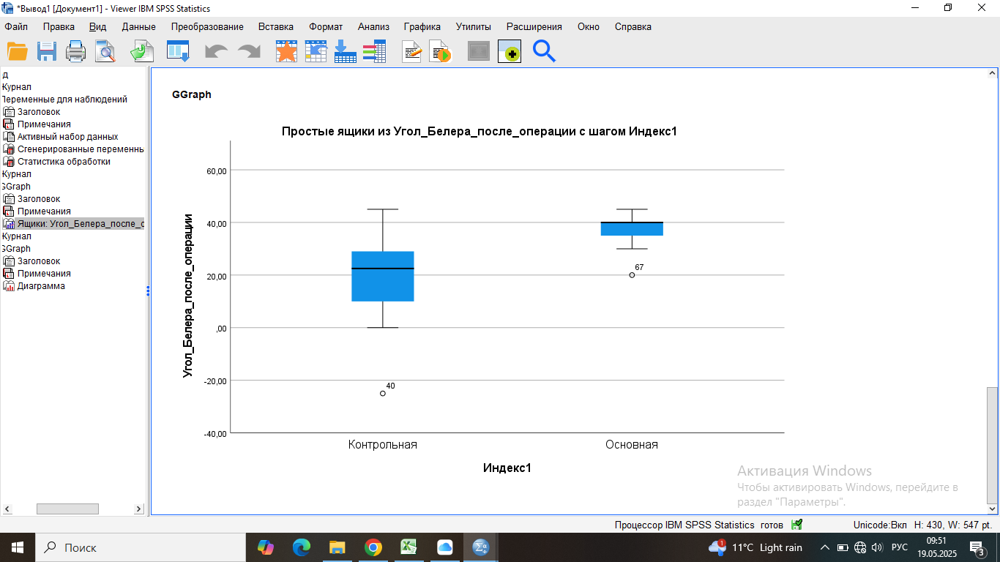 *Вывод1 [Документ1] - Viewer IBM SPSS Statistics
Файл Правка Вид Данные Преобразование Вставка Формат Анализ Графика Утилиты Расширения Окно Справка
д
Курнал
Переменные для наблюдений
Заголовок
Примечания
Активный набор данных
Сгенерированные переменны
Статистика обработки
Курнал
GGraph
Заголовок
Примечания
Ящики: Угол_Белера_после_о
Курнал
GGraph
Заголовок
Примечания
Диаграмма
GGraph
Простые ящики из Угол_Белера_после_операции с шагом Индекс1
Угол_Белера_после_операции
60,00
40,00
20,00
,00
-20,00
-40,00
67
40
Контрольная Основная
Индекс1
Активация Windows
Чтобы активировать Windows, перейдите в
раздел "Параметры".
Процессор IBM SPSS Statistics готов Unicode:Вкл H: 430, W: 547 pt.
Поиск
1
11°C Light rain
РУС
09:51
19.05.2025
3